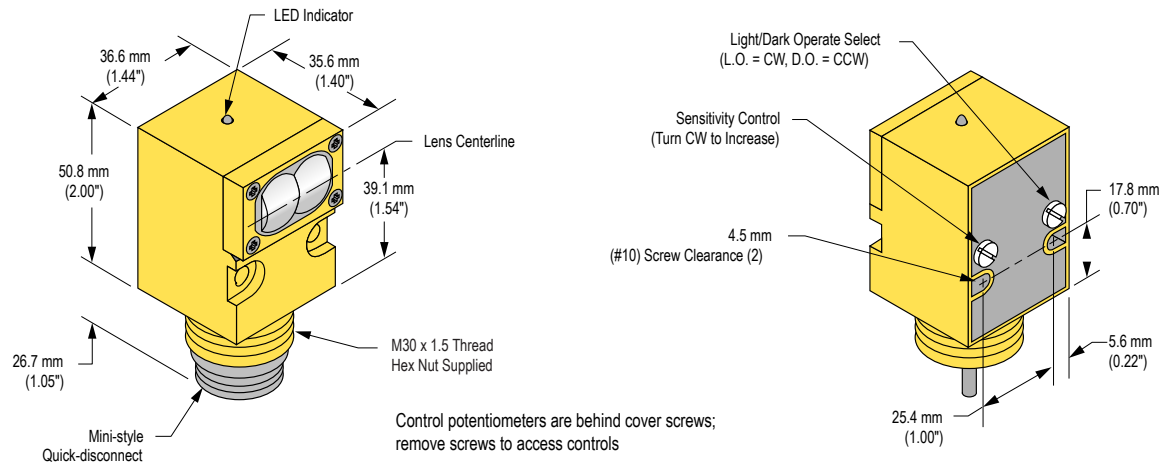 LED Indicator
36.6 mm
(1.44")
35.6 mm
(1.40")
50.8 mm
(2.00")
Lens Centerline
39.1 mm
(1.54")
26.7 mm
(1.05")
M30 x 1.5 Thread
Hex Nut Supplied
Mini-style
Quick-disconnect
Control potentiometers are behind cover screws;
remove screws to access controls
Light/Dark Operate Select
(L.O. = CW, D.O. = CCW)
Sensitivity Control
(Turn CW to Increase)
17.8 mm
(0.70")
4.5 mm
(#10) Screw Clearance (2)
5.6 mm
(0.22")
25.4 mm
(1.00")